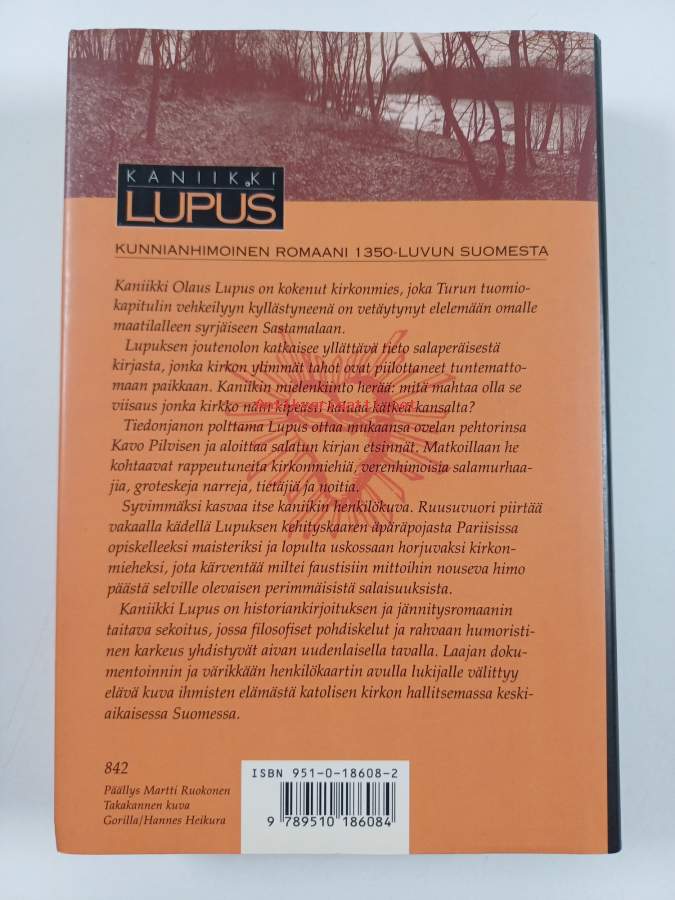 KANIIKKI
LUPUS
KUNNIANHIMOINEN ROMAANI 1350-LUVUN SUOMESTA
Kaniikki Olaus Lupus on kokenut kirkonmies, joka Turun tuomio-
kapitulin vehkeilyyn kyllästyneenä on vetäytynyt elelemään omalle
maatilalleen syrjäiseen Sastamalaan.
Lupuksen joutenolon katkaisee yllättävä tieto salaperäisestä
kirjasta, jonka kirkon ylimmät tahot ovat piilottaneet tuntematto-
maan paikkaan. Kaniikin mielenkiinto herää: mitä mahtaa olla se
viisaus jonka kirkko näin kipeästi haluaa kätkeä kansalta?
Tiedonjanon polttama Lupus ottaa mukaansa ovelan pehtorinsa
Kavo Pilvisen ja aloittaa salatun kirjan etsinnät. Matkoillaan he
kohtaavat rappeutuneita kirkonmiehiä, verenhimoisia salamurhaa-
jia, groteskeja narreja, tietäjiä ja noitia.
Syvimmäksi kasvaa itse kaniikin henkilökuva. Ruusuvuori piirtää
vakaalla kädellä Lupuksen kehityskaaren äpäräpojasta Pariisissa
opiskelleeksi maisteriksi ja lopulta uskossaan horjuvaksi kirkon-
mieheksi, jota kärventää miltei faustisiin mittoihin nouseva himo
päästä selville olevaisen perimmäisistä salaisuuksista.
Kaniikki Lupus on historiankirjoituksen ja jännitysromaanin
taitava sekoitus, jossa filosofiset pohdiskelut ja rahvaan humoristi-
nen karkeus yhdistyvät aivan uudenlaisella tavalla. Laajan doku-
mentoinnin ja värikkään henkilökaartin avulla lukijalle välittyy
elävä kuva ihmisten elämästä katolisen kirkon hallitsemassa keski-
aikaisessa Suomessa.
842
Päällys Martti Ruokonen
Takakannen kuva
Gorilla/Hannes Heikura
ISBN 951-0-18608-2
9 789510 186084